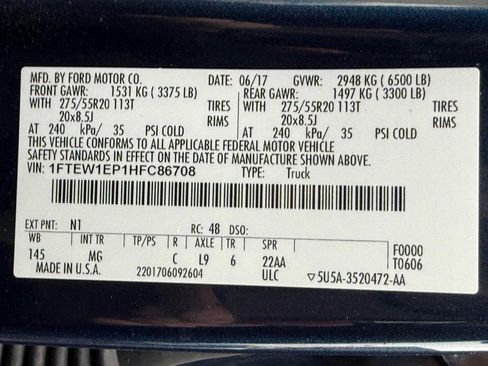 MFD. BY FORD MOTOR CO. 06/17 GVWR: 2948 KG (6500 LB)
FRONT GAWR: 1531 KG (3375 LB) REAR GAWR: 1497 KG (3300 LB)
WITH 275/55R20 113T TIRES WITH 275/55R20 113T TIRES
20x8.5J RIMS 20x8.5J RIMS
AT 240 kPa/ 35 PSI COLD AT 240 kPa/ 35 PSI COLD
THIS VEHICLE CONFORMS TO ALL APPLICABLE FEDERAL MOTOR VEHICLE
SAFETY STANDARDS IN EFFECT ON THE DATE OF MANUFACTURE SHOWN ABOVE.
VIN: 1FTEW1EP1HFC86708 TYPE: Truck
EXT PNT: N1 RC: 48 DSO:
WB INT TR TP/PS R AXLE TR SPR F0000
145 MG C L9 6 22AA T0606
MADE IN U.S.A. 2201706092604 ULC ▽5U5A-3520472-AA